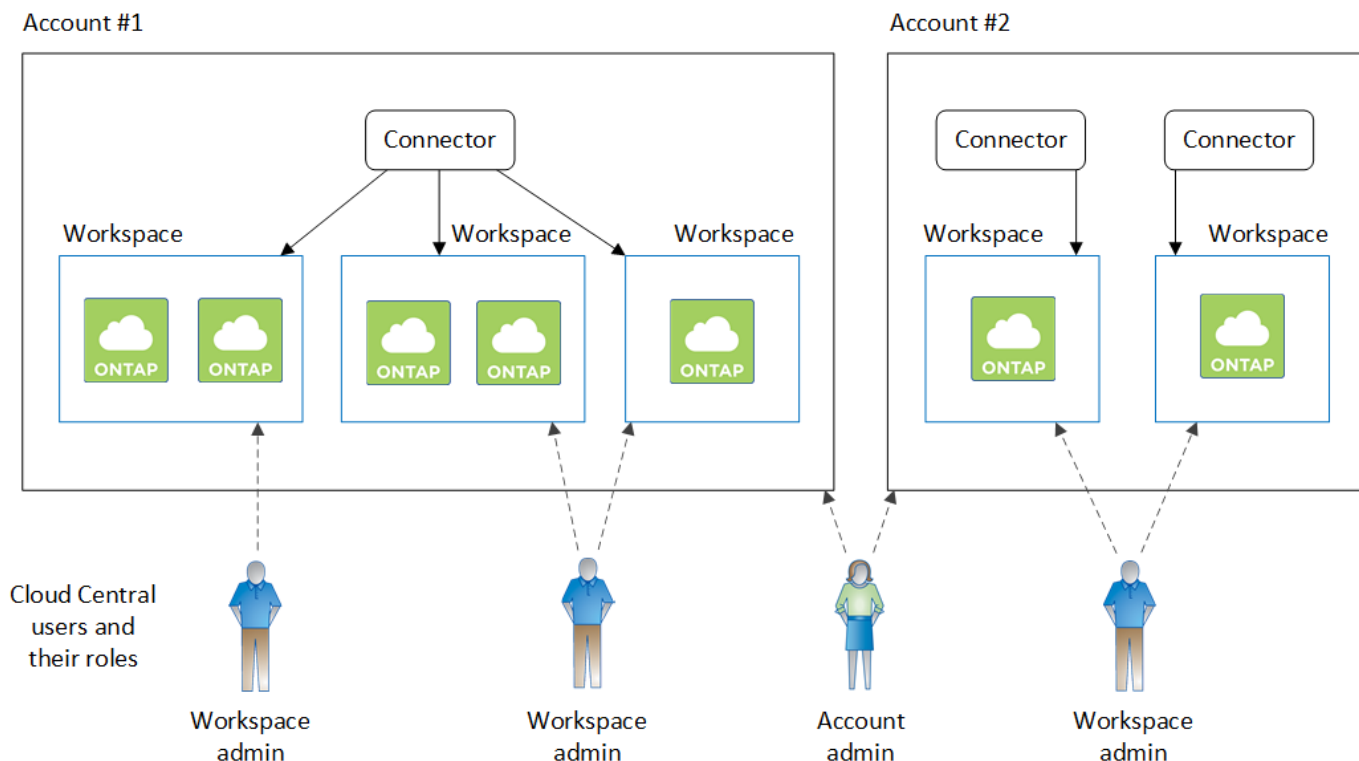 Account #1
Account #2
Connector
Connector
Connector
Workspace
Workspace
Workspace
Workspace
Workspace
ONTAP
ONTAP
ONTAP
ONTAP
ONTAP
ONTAP
ONTAP
Cloud Central
users and
their roles
Workspace
admin
Workspace
admin
Account
admin
Workspace
admin